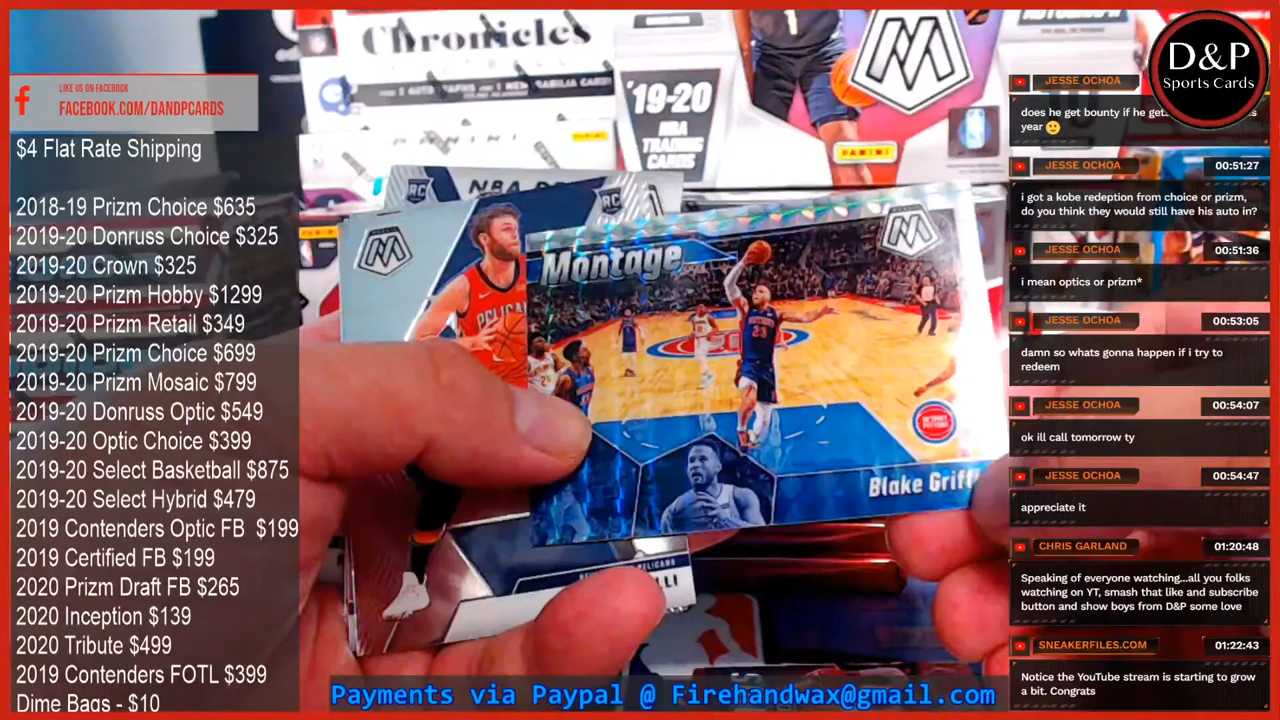 LIKE US ON FACEBOOK
FACEBOOK.COM/DANDPCARDS
$4 Flat Rate Shipping
2018-19 Prizm Choice $635
2019-20 Donruss Choice $325
2019-20 Crown $325
2019-20 Prizm Hobby $1299
2019-20 Prizm Retail $349
2019-20 Prizm Choice $699
2019-20 Prizm Mosaic $799
2019-20 Donruss Optic $549
2019-20 Optic Choice $399
2019-20 Select Basketball $875
2019-20 Select Hybrid $479
2019 Contenders Optic FB $199
2019 Certified FB $199
2020 Prizm Draft FB $265
2020 Inception $139
2020 Tribute $499
2019 Contenders FOTL $399
Dime Bags - $10
Chronicles
PANINI
'19-20
NBA
TRADING
CARDS
M
PANINI
RC
NBA
RC
M
PELICA
Montage
M
23
Blake Griff
Payments via Paypal @ Firehandwax@gmail.com
D&P
Sports Cards
JESSE OCHOA
does he get bounty if he gets
year
JESSE OCHOA 00:51:27
i got a kobe redeption from choice or prizm,
do you think they would still have his auto in?
JESSE OCHOA 00:51:36
i mean optics or prizm*
JESSE OCHOA 00:53:05
damn so whats gonna happen if i try to
redeem
JESSE OCHOA 00:54:07
ok ill call tomorrow ty
JESSE OCHOA 00:54:47
appreciate it
CHRIS GARLAND 01:20:48
Speaking of everyone watching...all you folks
watching on YT, smash that like and subscribe
button and show boys from D&P some love
SNEAKERFILES.COM 01:22:43
Notice the YouTube stream is starting to grow
a bit. Congrats